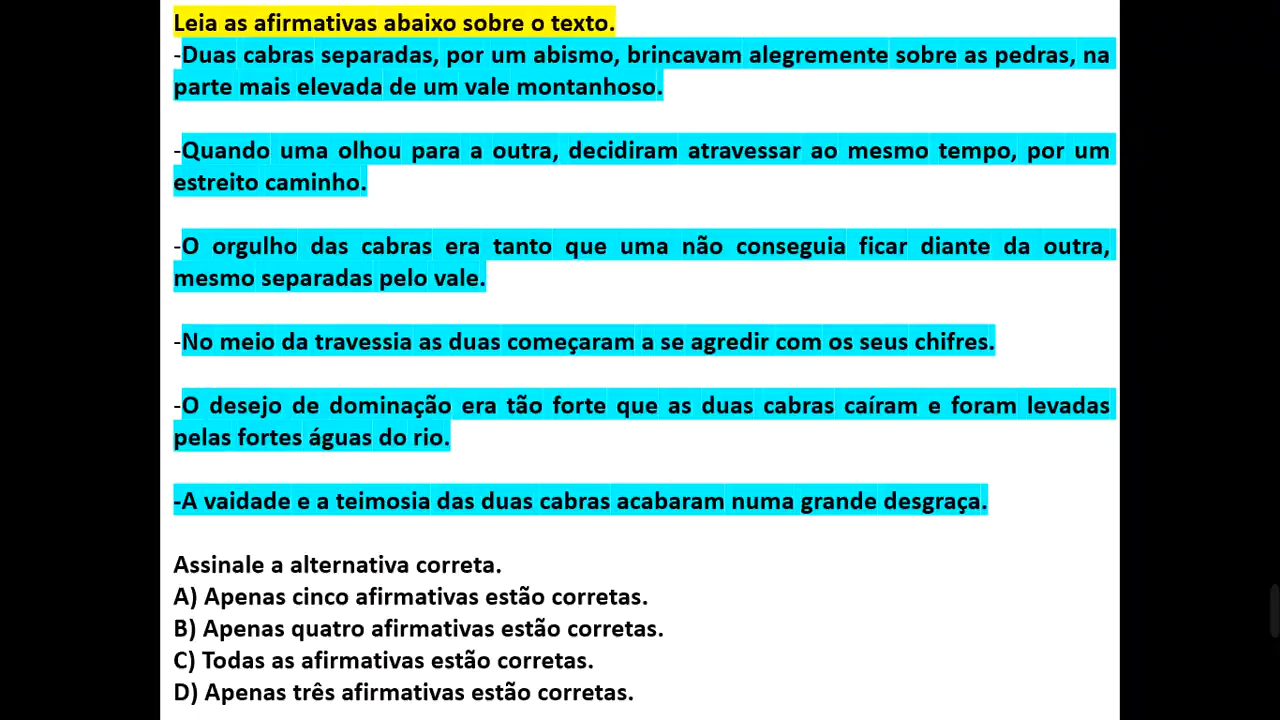 Leia as afirmativas abaixo sobre o texto.
-Duas cabras separadas, por um abismo, brincavam alegremente sobre as pedras, na
parte mais elevada de um vale montanhoso.
-Quando uma olhou para a outra, decidiram atravessar ao mesmo tempo, por um
estreito caminho.
-O orgulho das cabras era tanto que uma não conseguia ficar diante da outra,
mesmo separadas pelo vale.
-No meio da travessia as duas começaram a se agredir com os seus chifres.
-O desejo de dominação era tão forte que as duas cabras caíram e foram levadas
pelas fortes águas do rio.
-A vaidade e a teimosia das duas cabras acabaram numa grande desgraça.
Assinale a alternativa correta.
A) Apenas cinco afirmativas estão corretas.
B) Apenas quatro afirmativas estão corretas.
C) Todas as afirmativas estão corretas.
D) Apenas três afirmativas estão corretas.